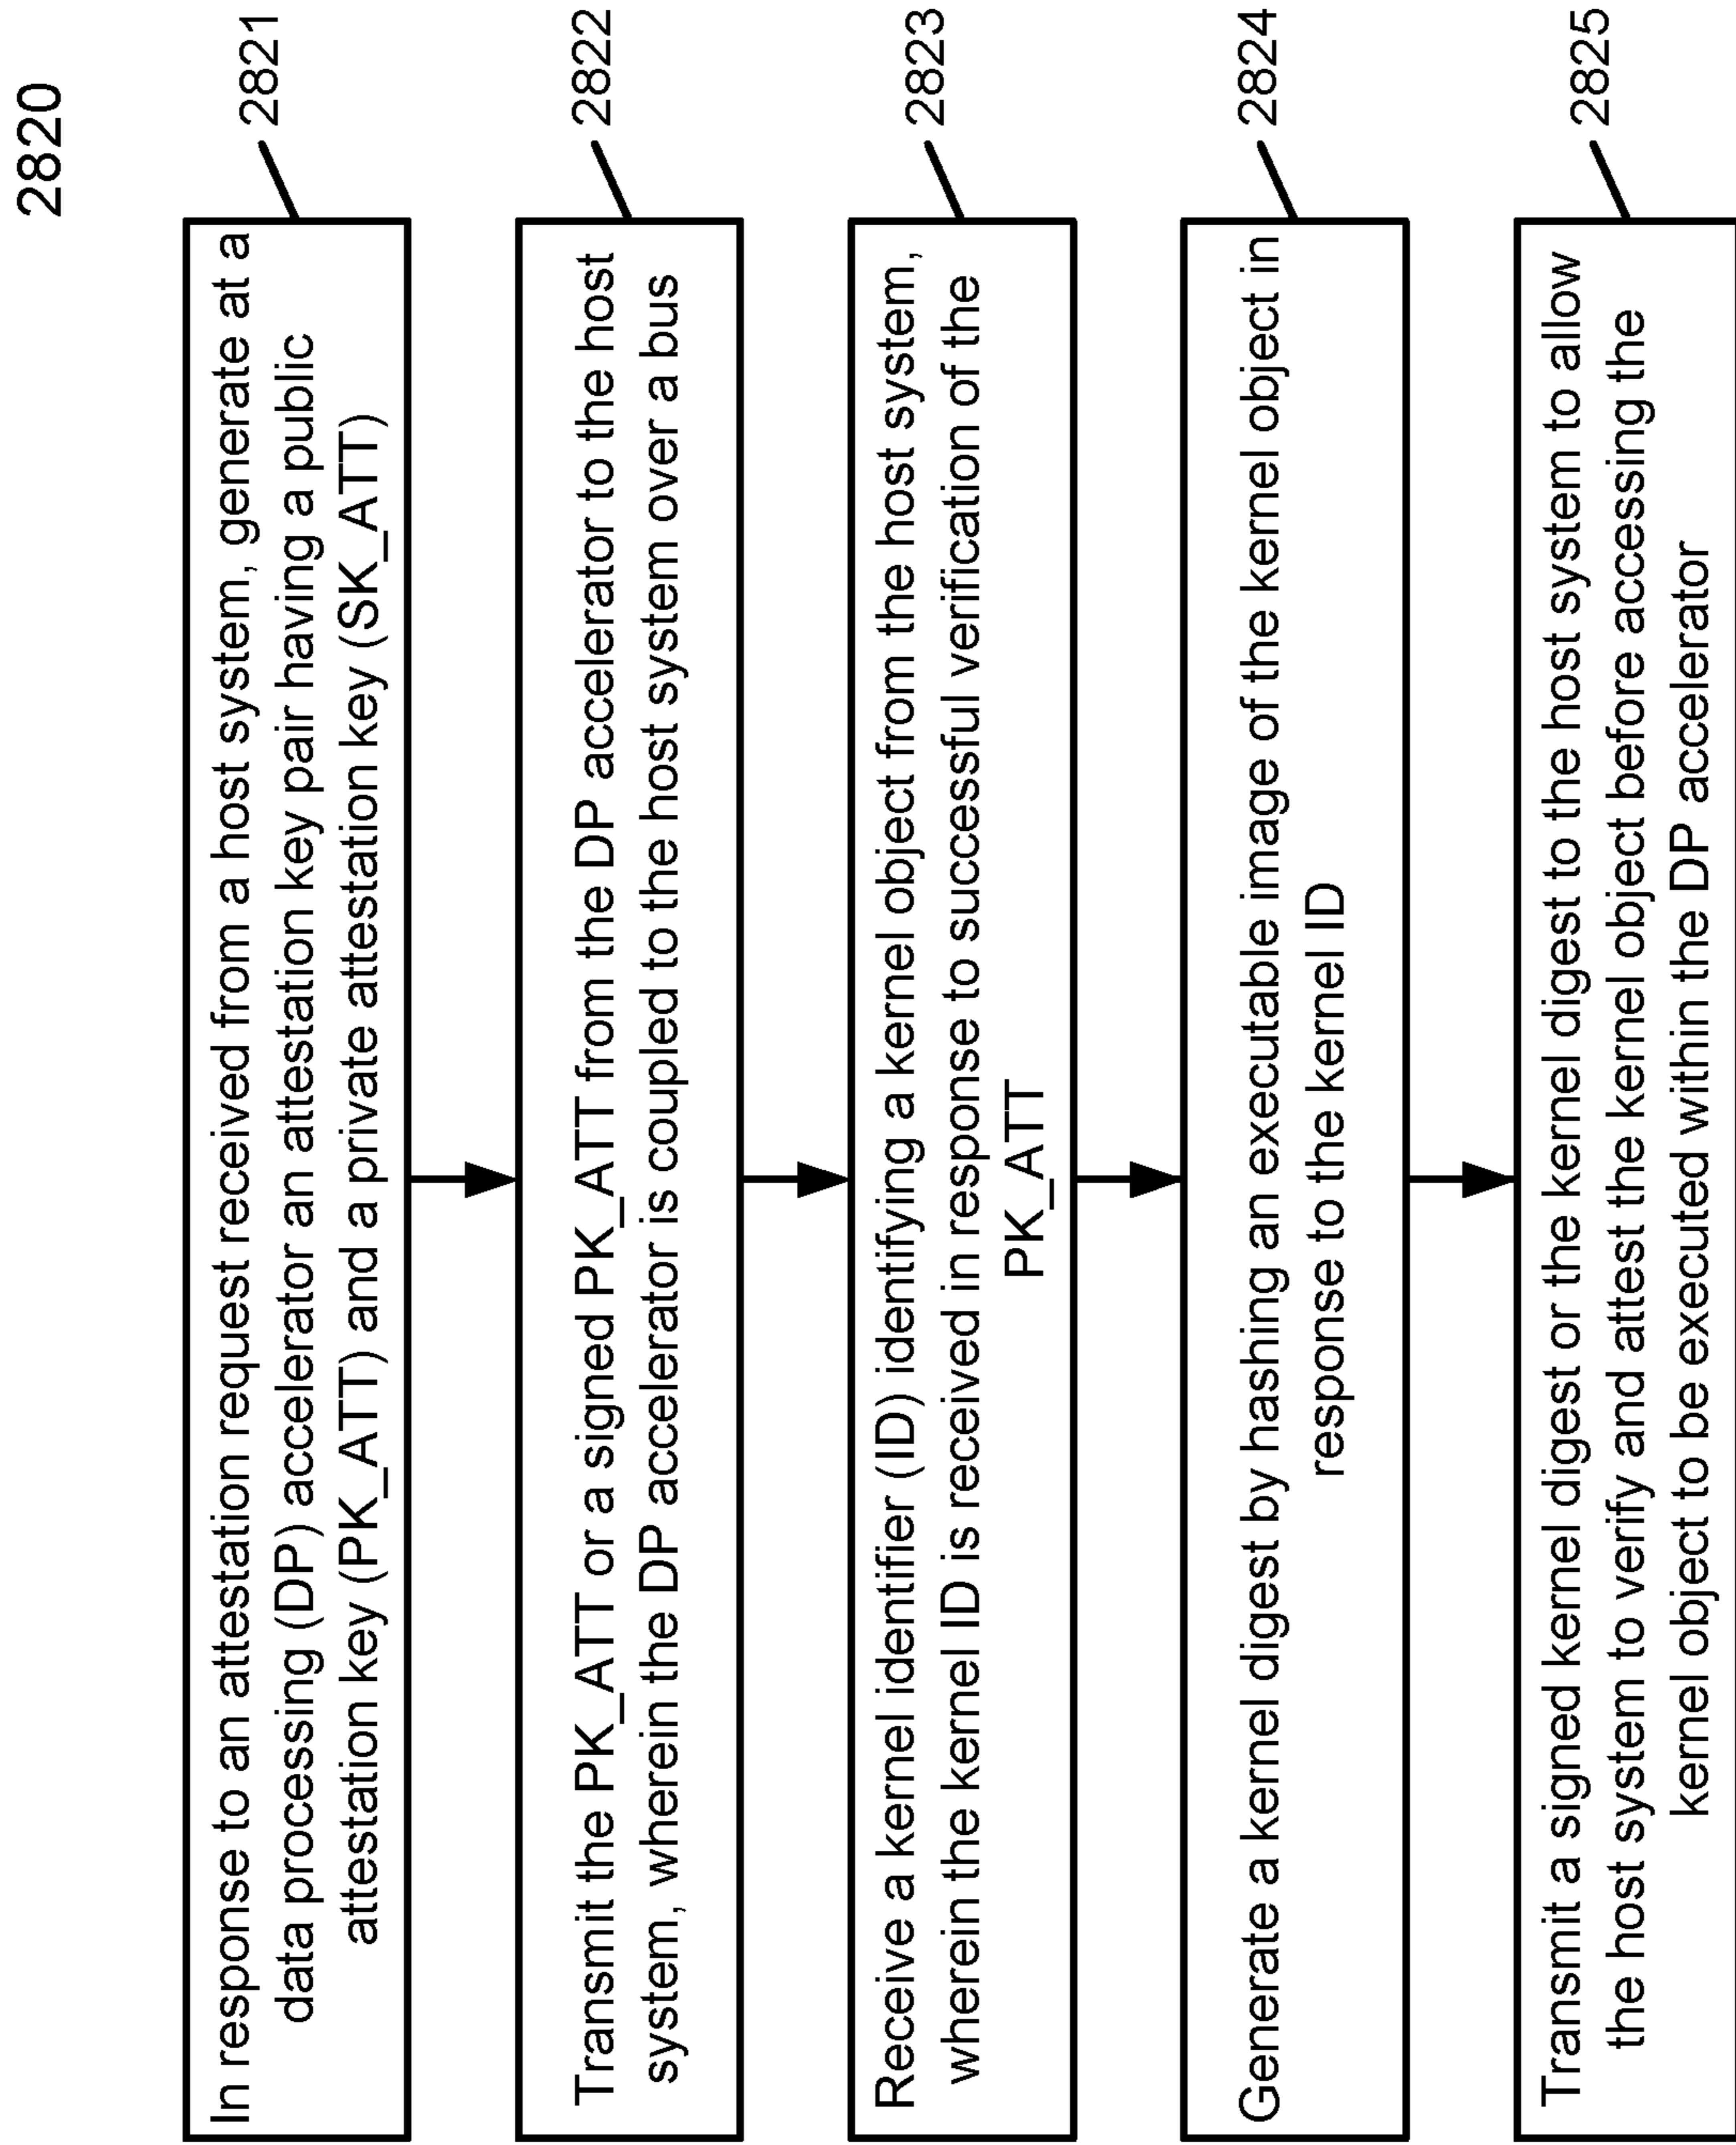 2820
In response to an attestation request received from a host system, generate at a
data processing (DP) accelerator an attestation key pair having a public
attestation key (PK_ATT) and a private attestation key (SK_ATT)
2821
Transmit the PK_ATT or a signed PK_ATT from the DP accelerator to the host
system, wherein the DP accelerator is coupled to the host system over a bus
2822
Receive a kernel identifier (ID) identifying a kernel object from the host system,
wherein the kernel ID is received in response to successful verification of the
PK_ATT
2823
Generate a kernel digest by hashing an executable image of the kernel object in
response to the kernel ID
2824
Transmit a signed kernel digest or the kernel digest to the host system to allow
the host system to verify and attest the kernel object before accessing the
kernel object to be executed within the DP accelerator
2825